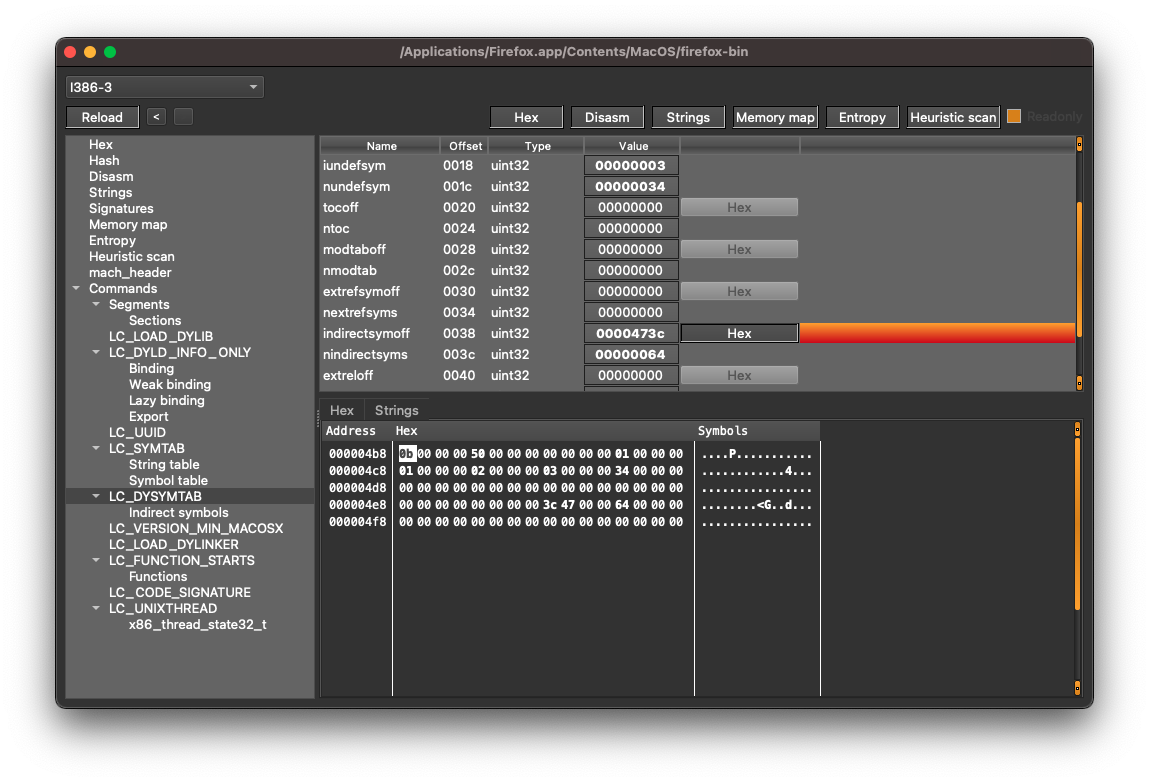 /Applications/Firefox.app/Contents/MacOS/firefox-bin
I386-3
Reload < Hex Disasm Strings Memory map Entropy Heuristic scan Readonly
Hex
Hash
Disasm
Strings
Signatures
Memory map
Entropy
Heuristic scan
mach_header
Commands
Segments
Sections
LC_LOAD_DYLIB
LC_DYLD_INFO_ONLY
Binding
Weak binding
Lazy binding
Export
LC_UUID
LC_SYMTAB
String table
Symbol table
LC_DYSYMTAB
Indirect symbols
LC_VERSION_MIN_MACOSX
LC_LOAD_DYLINKER
LC_FUNCTION_STARTS
Functions
LC_CODE_SIGNATURE
LC_UNIXTHREAD
x86_thread_state32_t
Name Offset Type Value
iundefsym 0018 uint32 00000003
nundefsym 001c uint32 00000034
tocoff 0020 uint32 00000000 Hex
ntoc 0024 uint32 00000000
modtaboff 0028 uint32 00000000 Hex
nmodtab 002c uint32 00000000
extrefsymoff 0030 uint32 00000000 Hex
nextrefsyms 0034 uint32 00000000
indirectsymoff 0038 uint32 0000473c Hex
nindirectsyms 003c uint32 00000064
extreloff 0040 uint32 00000000 Hex
Hex Strings
Address Hex Symbols
000004b8 0b 00 00 00 50 00 00 00 00 00 00 00 01 00 00 00 ....P...........
000004c8 01 00 00 00 02 00 00 00 03 00 00 00 34 00 00 00 ............4...
000004d8 00 00 00 00 00 00 00 00 00 00 00 00 00 00 00 00 ................
000004e8 00 00 00 00 00 00 00 00 3c 47 00 00 64 00 00 00 ........<G..d...
000004f8 00 00 00 00 00 00 00 00 00 00 00 00 00 00 00 00 ................